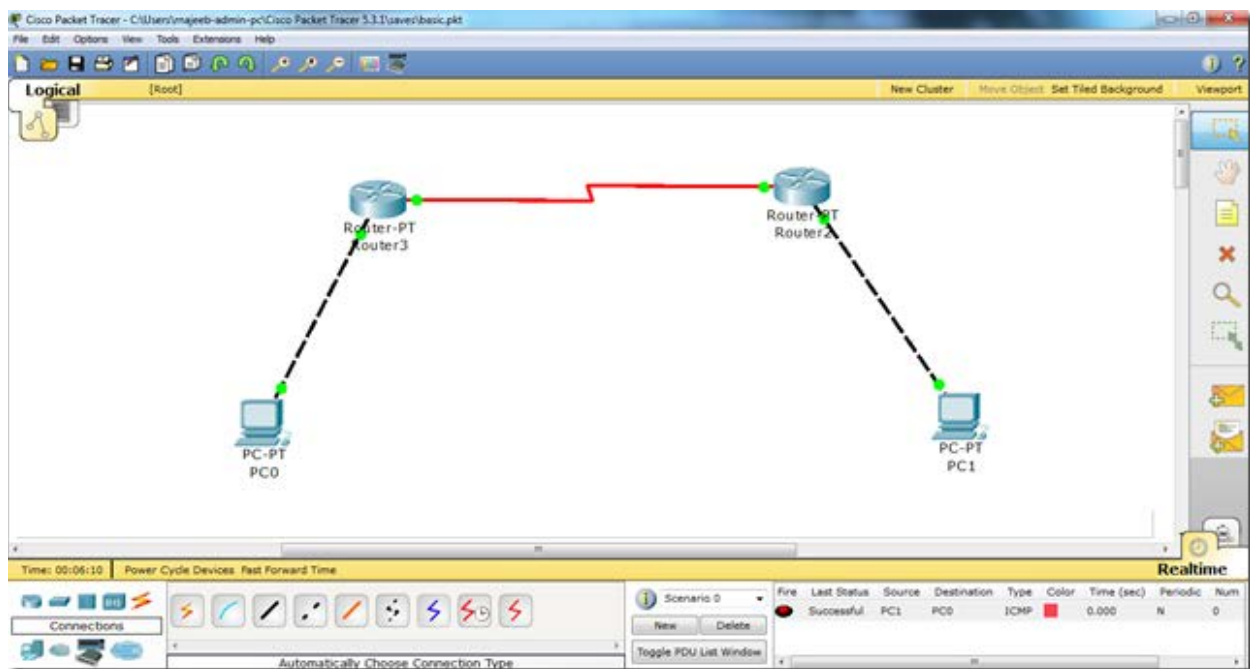 Cisco Packet Tracer - C:\Users\majeeb-admin-pc\Cisco Packet Tracer 5.3.1\saves\basic.pkt
File Edit Options View Tools Extensions Help
Logical [Root] New Cluster Move Object Set Tiled Background Viewport
Router-PT
Router3
Router-PT
Router2
PC-PT
PC0
PC-PT
PC1
Time: 00:06:10 Power Cycle Devices Fast Forward Time Realtime
Connections
Automatically Choose Connection Type
Scenario 0
New Delete
Toggle PDU List Window
Fire Last Status Source Destination Type Color Time (sec) Periodic Num
Successful PC1 PC0 ICMP 0.000 N 0